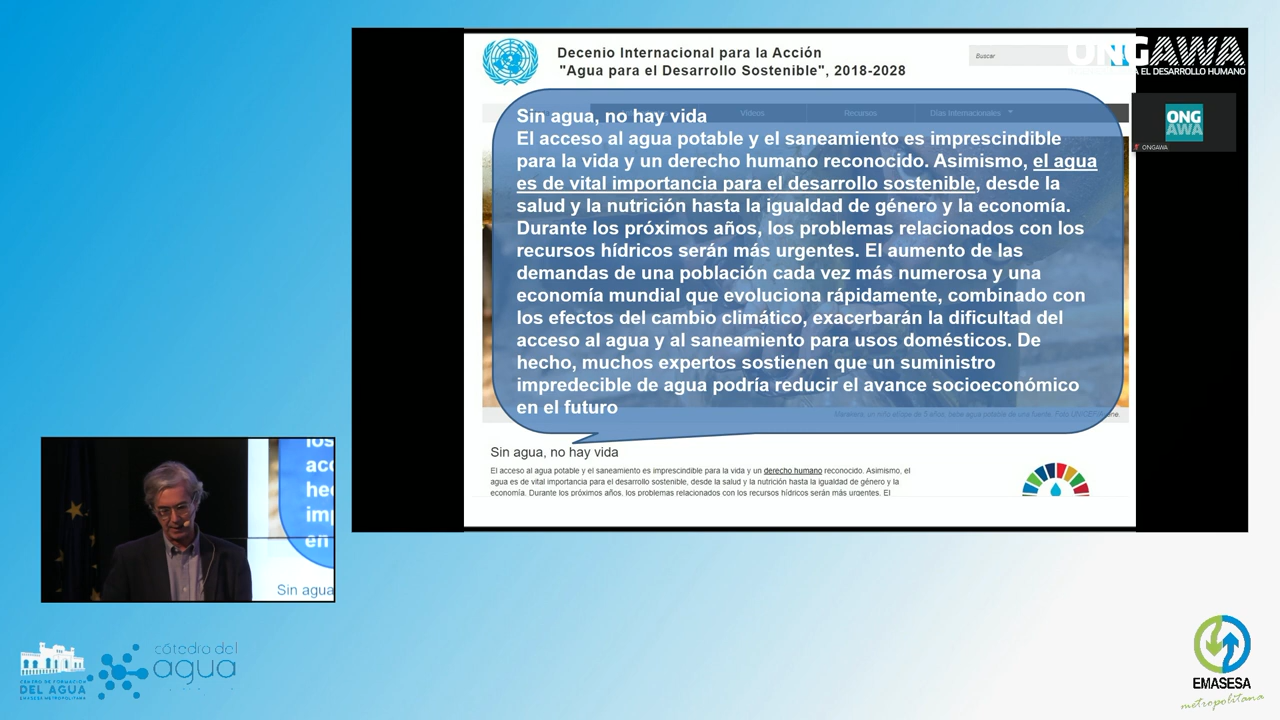 Decenio Internacional para la Acción
"Agua para el Desarrollo Sostenible", 2018-2028
Buscar
ONGAWA
A EL DESARROLLO HUMANO
Vídeos
Recursos
Días Internacionales
ONG
AWA
ONGAWA
Sin agua, no hay vida
El acceso al agua potable y el saneamiento es imprescindible
para la vida y un derecho humano reconocido. Asimismo, el agua
es de vital importancia para el desarrollo sostenible, desde la
salud y la nutrición hasta la igualdad de género y la economía.
Durante los próximos años, los problemas relacionados con los
recursos hídricos serán más urgentes. El aumento de las
demandas de una población cada vez más numerosa y una
economía mundial que evoluciona rápidamente, combinado con
los efectos del cambio climático, exacerbarán la dificultad del
acceso al agua y al saneamiento para usos domésticos. De
hecho, muchos expertos sostienen que un suministro
impredecible de agua podría reducir el avance socioeconómico
en el futuro
Sin agua, no hay vida
El acceso al agua potable y el saneamiento es imprescindible para la vida y un derecho humano reconocido. Asimismo, el
agua es de vital importancia para el desarrollo sostenible, desde la salud y la nutrición hasta la igualdad de género y la
economía. Durante los próximos años, los problemas relacionados con los recursos hídricos serán más urgentes. El
los
acc
hec
imp
en
Sin agua
CENTRO DE FORMACIÓN
DEL AGUA
EMASESA METROPOLITANA
cátedra del
agua
EMASESA
metropolitana